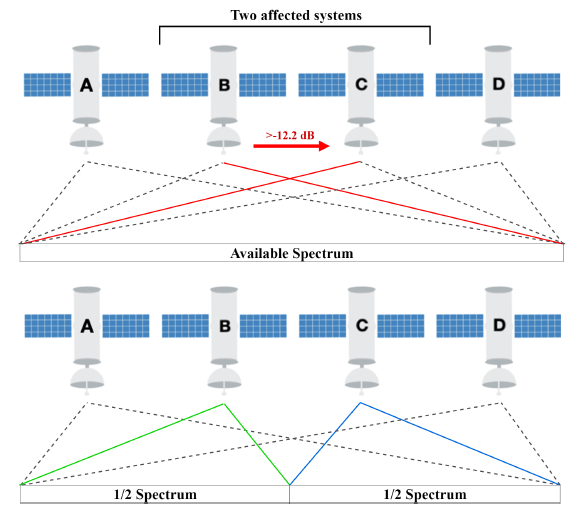 Two affected systems
A B C D
>-12.2 dB
Available Spectrum
A B C D
1/2 Spectrum 1/2 Spectrum